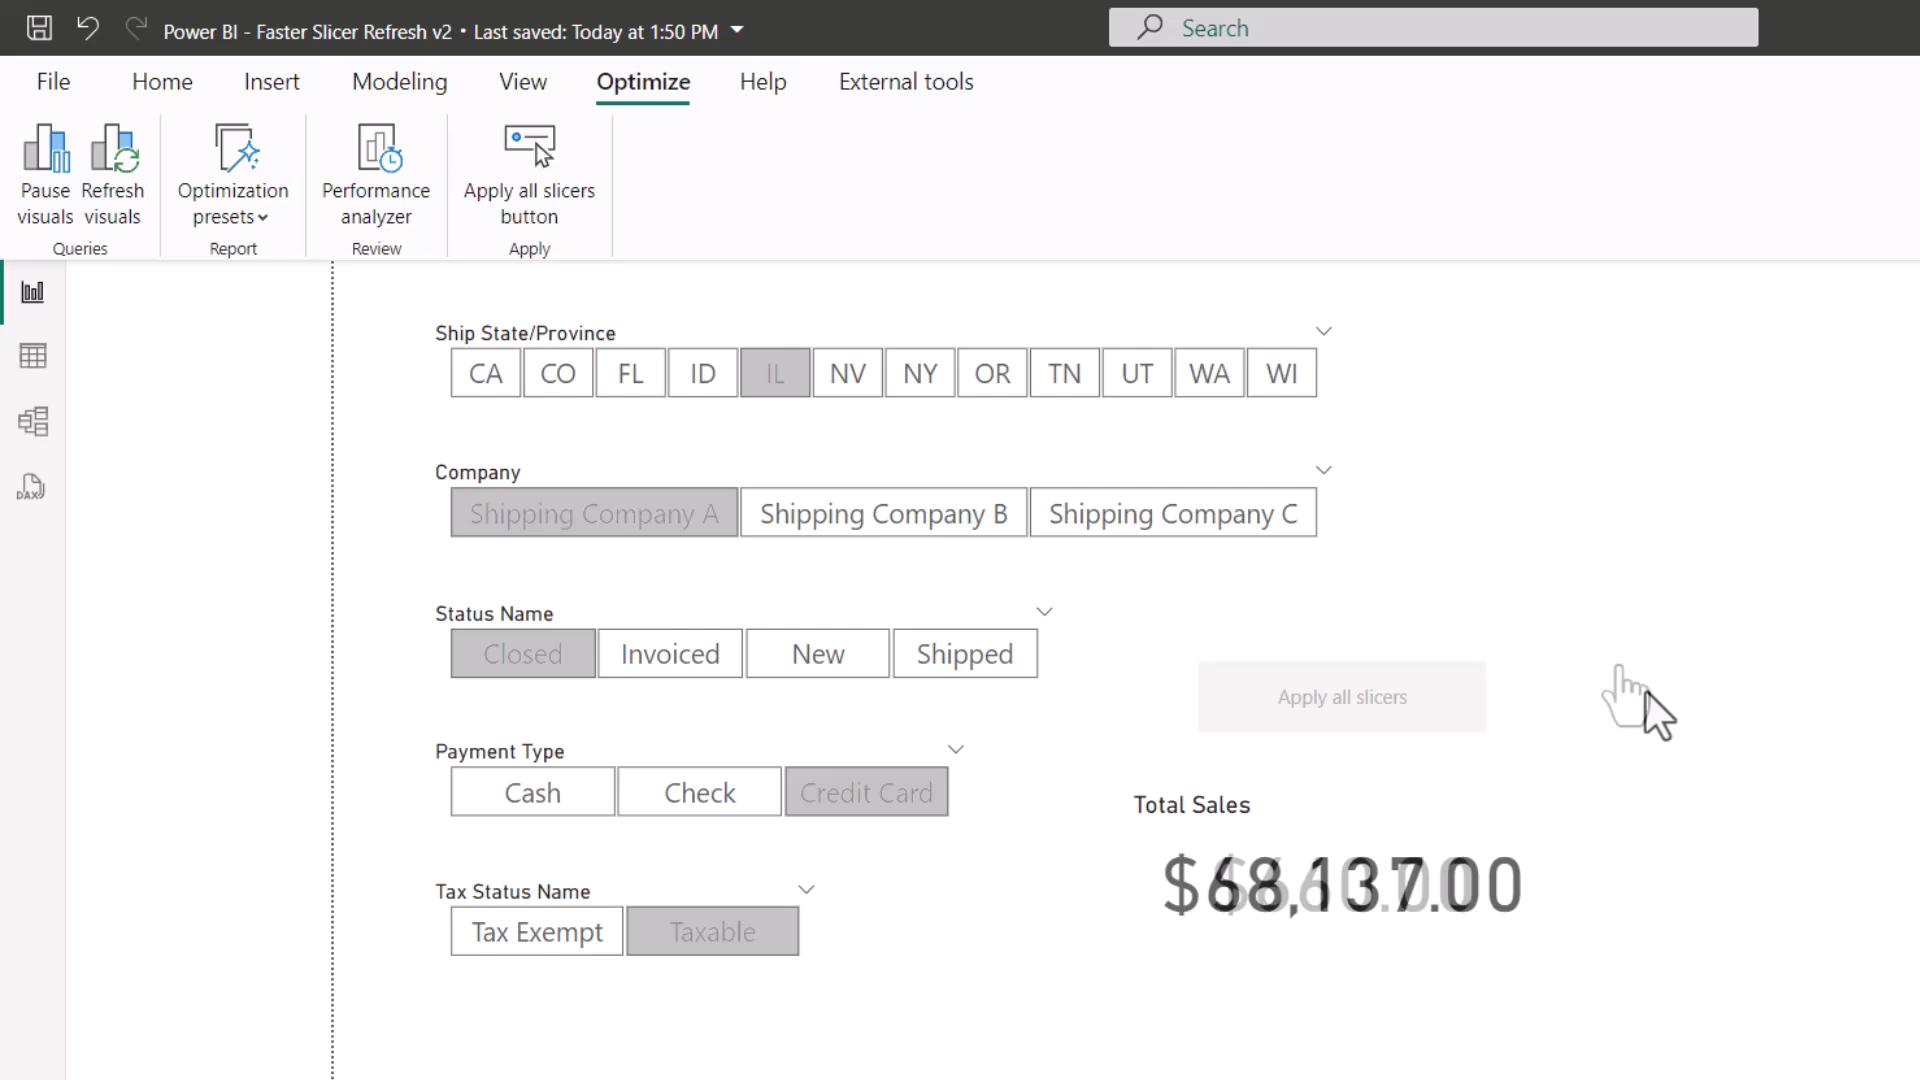 Power BI - Faster Slicer Refresh v2 • Last saved: Today at 1:50 PM
Search
File Home Insert Modeling View Optimize Help External tools
Pause visuals
Refresh visuals
Optimization presets
Performance analyzer
Apply all slicers button
Queries Report Review Apply
DAX
Ship State/Province
CA CO FL ID IL NV NY OR TN UT WA WI
Company
Shipping Company A Shipping Company B Shipping Company C
Status Name
Closed Invoiced New Shipped
Apply all slicers
Payment Type
Cash Check Credit Card
Total Sales
$68,137.00
Tax Status Name
Tax Exempt Taxable